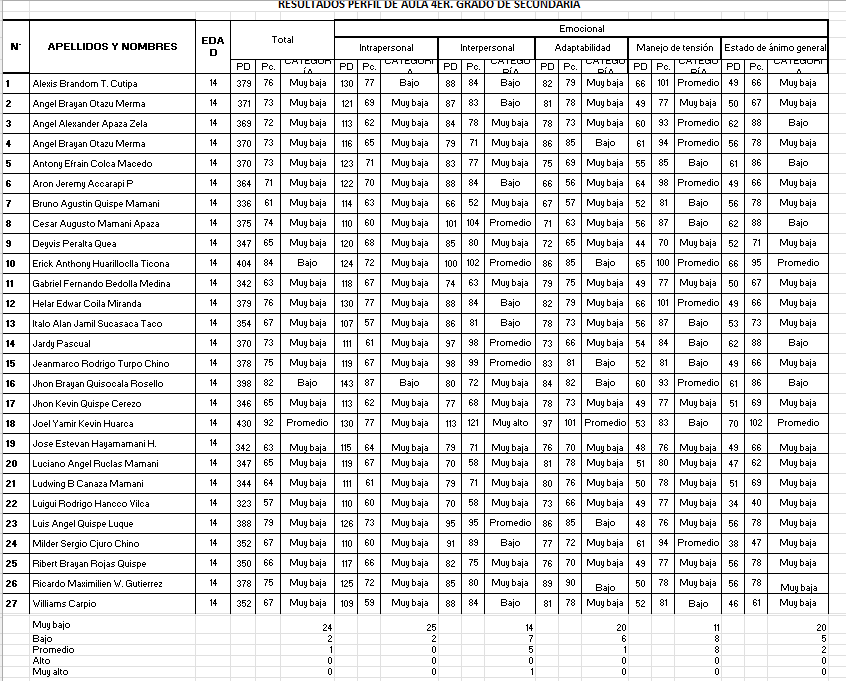 RESULTADOS PERFIL DE AULA 4ER. GRADO DE SECUNDARIA
N° APELLIDOS Y NOMBRES EDAD Total Emocional
Intrapersonal Interpersonal Adaptabilidad Manejo de tensión Estado de ánimo general
PD Pc. CATEGORÍA PD Pc. CATEGORÍA PD Pc. CATEGORÍA PD Pc. CATEGORÍA PD Pc. CATEGORÍA PD Pc. CATEGORÍA
1 Alexis Brandom T. Cutipa 14 379 76 Muy baja 130 77 Bajo 88 84 Bajo 82 79 Muy baja 66 101 Promedio 49 66 Muy baja
2 Angel Brayan Otazu Merma 14 371 73 Muy baja 121 69 Muy baja 87 83 Bajo 81 78 Muy baja 49 77 Muy baja 50 67 Muy baja
3 Angel Alexander Apaza Zela 14 369 72 Muy baja 113 62 Muy baja 84 78 Muy baja 78 73 Muy baja 60 93 Promedio 62 88 Bajo
4 Angel Brayan Otazu Merma 14 370 73 Muy baja 116 65 Muy baja 79 71 Muy baja 86 85 Bajo 61 94 Promedio 56 78 Muy baja
5 Antony Efrain Colca Macedo 14 370 73 Muy baja 123 71 Muy baja 83 77 Muy baja 75 69 Muy baja 55 85 Bajo 61 86 Bajo
6 Aron Jeremy Accarapi P 14 364 71 Muy baja 122 70 Muy baja 88 84 Bajo 66 56 Muy baja 64 98 Promedio 49 66 Muy baja
7 Bruno Agustin Quispe Mamani 14 336 61 Muy baja 114 63 Muy baja 66 52 Muy baja 67 57 Muy baja 52 81 Bajo 56 78 Muy baja
8 Cesar Augusto Mamani Apaza 14 375 74 Muy baja 110 60 Muy baja 101 104 Promedio 71 63 Muy baja 56 87 Bajo 62 88 Bajo
9 Deyvis Peralta Quea 14 347 65 Muy baja 120 68 Muy baja 85 80 Muy baja 72 65 Muy baja 44 70 Muy baja 52 71 Muy baja
10 Erick Anthony Huarilloclla Ticona 14 404 84 Bajo 124 72 Muy baja 100 102 Promedio 86 85 Bajo 65 100 Promedio 66 95 Promedio
11 Gabriel Fernando Bedolla Medina 14 342 63 Muy baja 118 67 Muy baja 74 63 Muy baja 79 75 Muy baja 49 77 Muy baja 50 67 Muy baja
12 Helar Edwar Coila Miranda 14 379 76 Muy baja 130 77 Muy baja 88 84 Bajo 82 79 Muy baja 66 101 Promedio 49 66 Muy baja
13 Italo Alan Jamil Sucasaca Taco 14 354 67 Muy baja 107 57 Muy baja 86 81 Bajo 78 73 Muy baja 56 87 Bajo 53 73 Muy baja
14 Jardy Pascual 14 370 73 Muy baja 111 61 Muy baja 97 98 Promedio 73 66 Muy baja 54 84 Bajo 62 88 Bajo
15 Jeanmarco Rodrigo Turpo Chino 14 378 75 Muy baja 119 67 Muy baja 98 99 Promedio 83 81 Bajo 52 81 Bajo 49 66 Muy baja
16 Jhon Brayan Quisocala Rosello 14 398 82 Bajo 143 87 Bajo 80 72 Muy baja 84 82 Bajo 60 93 Promedio 61 86 Bajo
17 Jhon Kevin Quispe Cerezo 14 346 65 Muy baja 113 62 Muy baja 77 68 Muy baja 78 73 Muy baja 49 77 Muy baja 51 69 Muy baja
18 Joel Yamir Kevin Huarca 14 430 92 Promedio 130 77 Muy baja 113 121 Muy alto 97 101 Promedio 53 83 Bajo 70 102 Promedio
19 Jose Estevan Hayamamani H. 14 342 63 Muy baja 115 64 Muy baja 79 71 Muy baja 76 70 Muy baja 48 76 Muy baja 49 66 Muy baja
20 Luciano Angel Ruclas Mamani 14 347 65 Muy baja 119 67 Muy baja 70 58 Muy baja 81 78 Muy baja 51 80 Muy baja 47 62 Muy baja
21 Ludwing B Canaza Mamani 14 344 64 Muy baja 111 61 Muy baja 79 71 Muy baja 80 76 Muy baja 50 78 Muy baja 51 69 Muy baja
22 Luigui Rodrigo Hancco Vilca 14 323 57 Muy baja 110 60 Muy baja 70 58 Muy baja 73 66 Muy baja 49 77 Muy baja 34 40 Muy baja
23 Luis Angel Quispe Luque 14 388 79 Muy baja 126 73 Muy baja 95 95 Promedio 86 85 Bajo 48 76 Muy baja 56 78 Muy baja
24 Milder Sergio Cjuro Chino 14 352 67 Muy baja 110 60 Muy baja 91 89 Bajo 77 72 Muy baja 61 94 Promedio 38 47 Muy baja
25 Ribert Brayan Rojas Quispe 14 350 66 Muy baja 117 66 Muy baja 82 75 Muy baja 76 70 Muy baja 49 77 Muy baja 56 78 Muy baja
26 Ricardo Maximilien W. Gutierrez 14 378 75 Muy baja 125 72 Muy baja 85 80 Muy baja 89 90 Bajo 50 78 Muy baja 56 78 Muy baja
27 Williams Carpio 14 352 67 Muy baja 109 59 Muy baja 88 84 Bajo 81 78 Muy baja 52 81 Bajo 46 61 Muy baja
Muy bajo 24 25 14 20 11 20
Bajo 2 2 7 6 8 5
Promedio 1 0 5 1 8 2
Alto 0 0 0 0 0 0
Muy alto 0 0 1 0 0 0